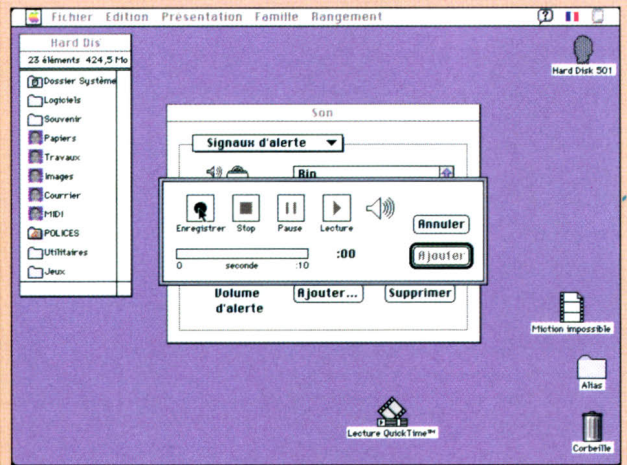 Fichier Edition Présentation Famille Rangement
Hard Dis
23 éléments 424,5 Mo
Dossier Système
Logiciels
Souvenir
Papiers
Travaux
Images
Courrier
MIDI
POLICES
Utilitaires
Jeux
Son
Signaux d'alerte
Bip
Enregistrer Stop Pause Lecture
Annuler
0 seconde :10
:00
Ajouter
Volume d'alerte
Ajouter...
Supprimer
Hard Disk 501
Miction impossible
Alias
Lecture QuickTime™
Corbeille